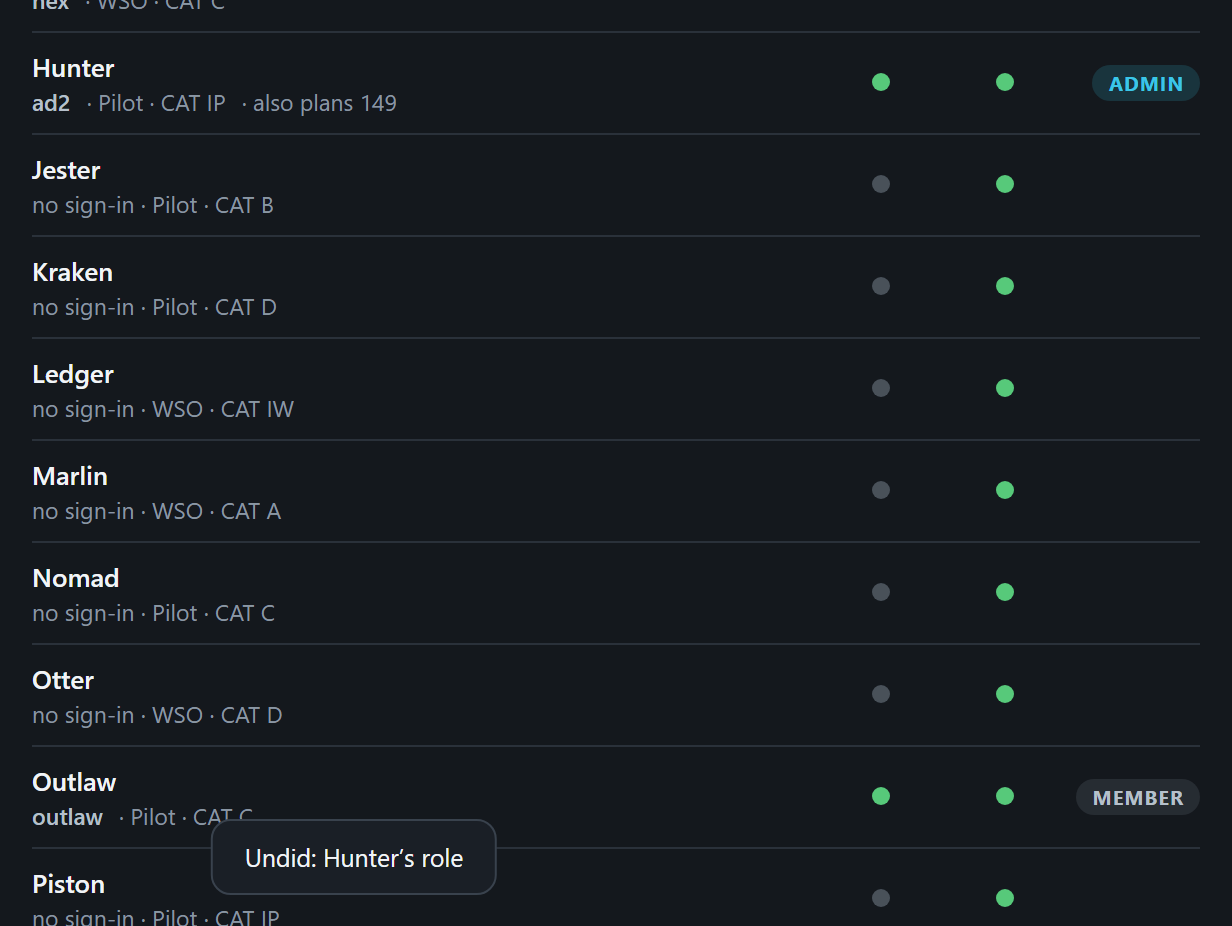 hex · WSO · CAT C
Hunter
ad2 · Pilot · CAT IP · also plans 149
ADMIN
Jester
no sign-in · Pilot · CAT B
Kraken
no sign-in · Pilot · CAT D
Ledger
no sign-in · WSO · CAT IW
Marlin
no sign-in · WSO · CAT A
Nomad
no sign-in · Pilot · CAT C
Otter
no sign-in · WSO · CAT D
Outlaw
outlaw · Pilot · CAT C
MEMBER
Undid: Hunter’s role
Piston
no sign-in · Pilot · CAT IP